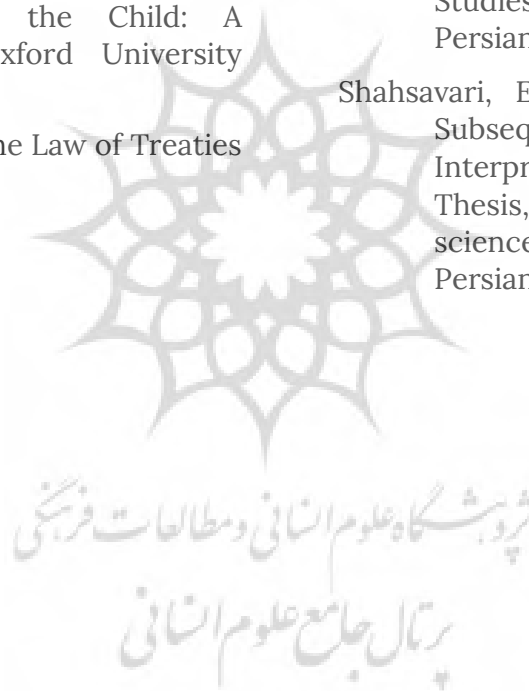 the Child: A
xford University
ne Law of Treaties
Studies
Persian
Shahsavari, E
Subseq
Interpr
Thesis,
science
Persian
پژوهشگاه علوم انسانی و مطالعات فرهنگی
پرتال جامع علوم انسانی